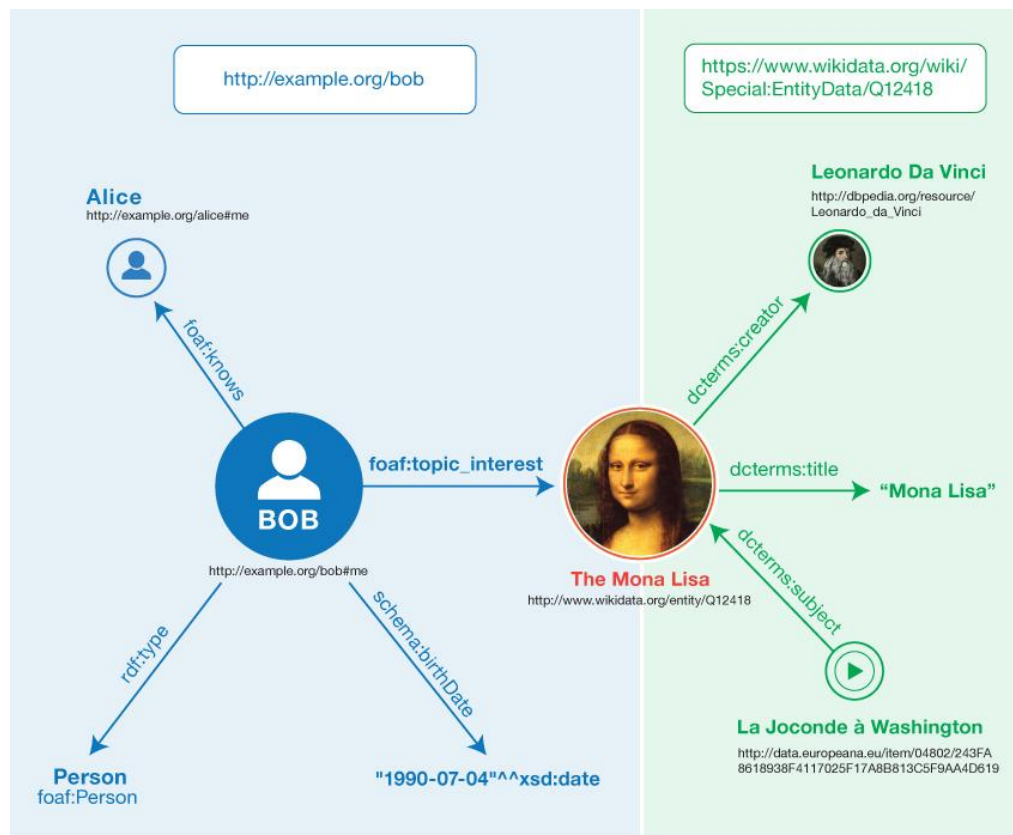 http://example.org/bob
https://www.wikidata.org/wiki/
Special:EntityData/Q12418
Alice
http://example.org/alice#me
Leonardo Da Vinci
http://dbpedia.org/resource/
Leonardo_da_Vinci
foaf:knows
dcterms:creator
foaf:topic_interest
BOB
dcterms:title
“Mona Lisa”
http://example.org/bob#me
The Mona Lisa
http://www.wikidata.org/entity/Q12418
dcterms:subject
rdf:type
schema:birthDate
La Joconde à Washington
http://data.europeana.eu/item/04802/243FA
8618938F4117025F17A8B813C5F9AA4D619
Person
foaf:Person
"1990-07-04"^^xsd:date